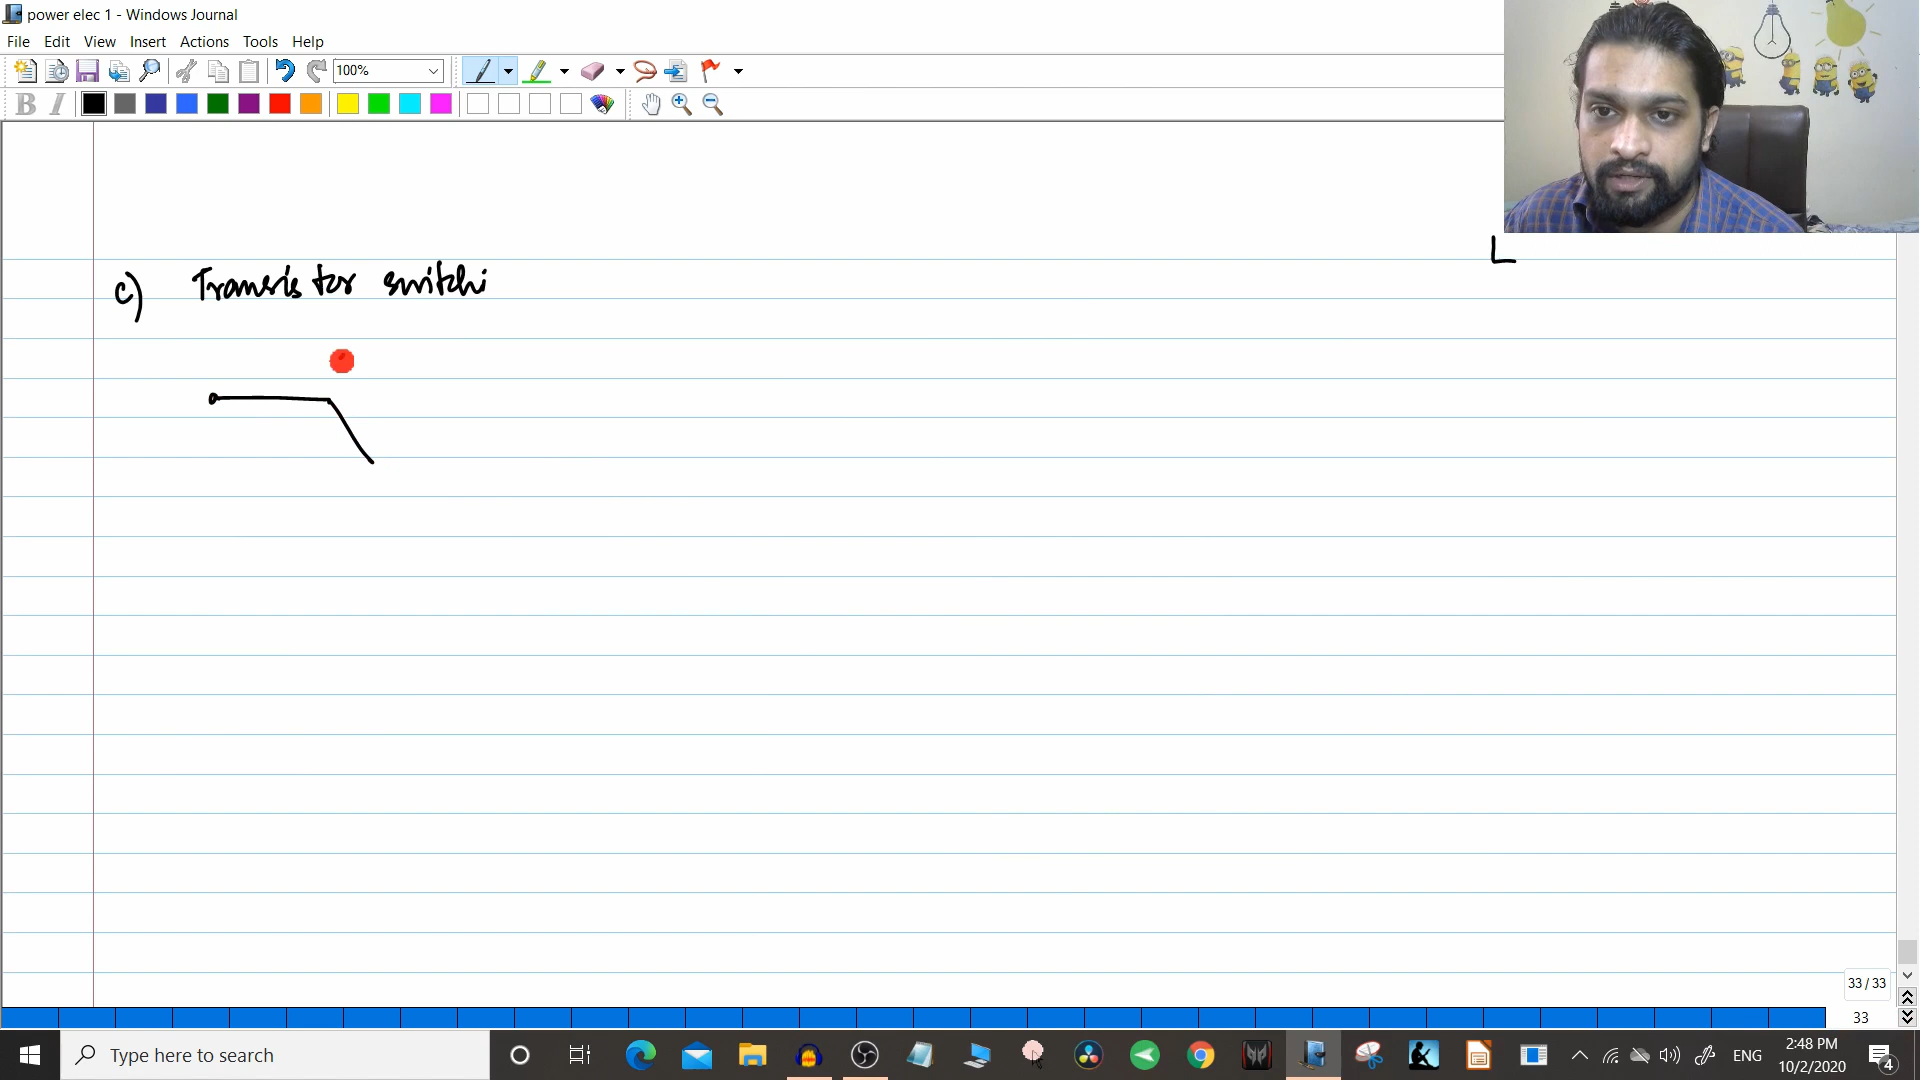 power elec 1 - Windows Journal
File Edit View Insert Actions Tools Help
100%
B I
L
c) Transistor switchi
33 / 33
33
Type here to search
ENG
2:48 PM
10/2/2020
4